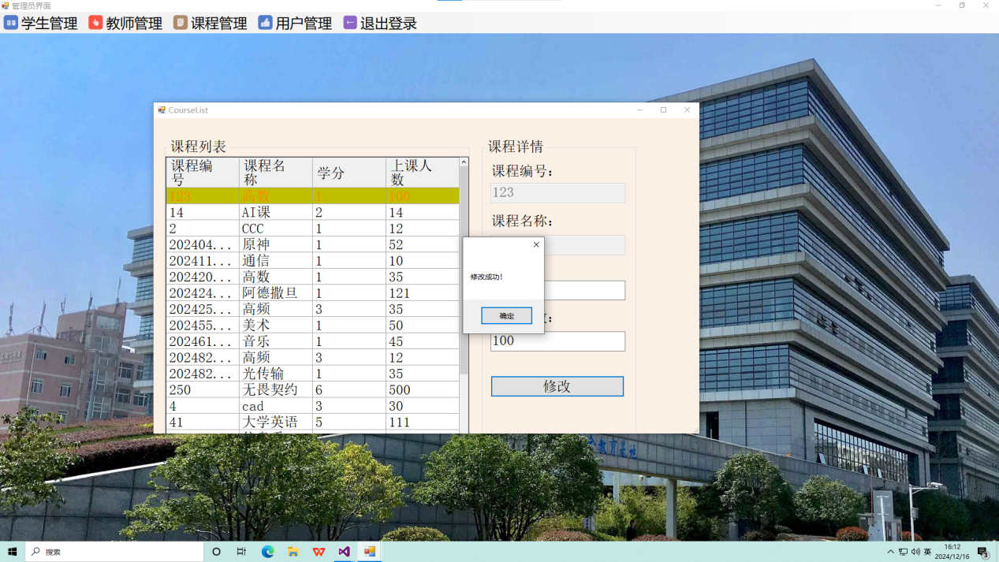 管理员界面
学生管理 教师管理 课程管理 用户管理 退出登录
CourseList
课程列表
课程编号 课程名称 学分 上课人数
123 高数 1 100
14 AI课 2 14
2 CCC 1 12
202404... 原神 1 52
202411... 通信 1 10
202420... 高数 1 35
202424... 阿德撒旦 1 121
202425... 高频 3 35
202455... 美术 1 50
202461... 音乐 1 45
202482... 高频 3 12
202482... 光传输 1 35
250 无畏契约 6 500
4 cad 3 30
41 大学英语 5 111
课程详情
课程编号：
123
课程名称：
100
修改
修改成功！
确定
搜索
英
16:12
2024/12/16
3